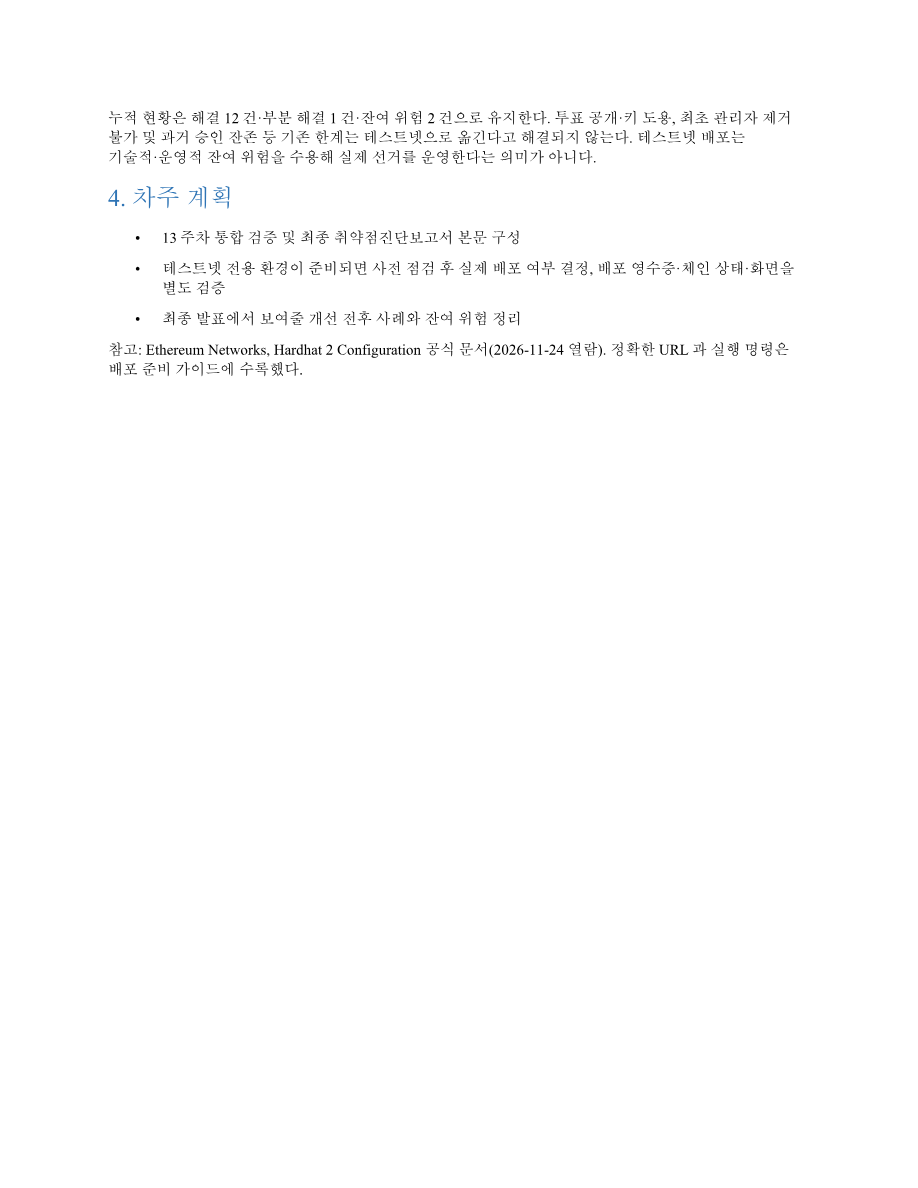 누적 현황은 해결 12건·부분 해결 1건·잔여 위험 2건으로 유지한다. 투표 공개·키 도용, 최초 관리자 제거
불가 및 과거 승인 잔존 등 기존 한계는 테스트넷으로 옮긴다고 해결되지 않는다. 테스트넷 배포는
기술적·운영적 잔여 위험을 수용해 실제 선거를 운영한다는 의미가 아니다.
4. 차주 계획
• 13주차 통합 검증 및 최종 취약점진단보고서 본문 구성
• 테스트넷 전용 환경이 준비되면 사전 점검 후 실제 배포 여부 결정, 배포 영수증·체인 상태·화면을
별도 검증
• 최종 발표에서 보여줄 개선 전후 사례와 잔여 위험 정리
참고: Ethereum Networks, Hardhat 2 Configuration 공식 문서(2026-11-24 열람). 정확한 URL과 실행 명령은
배포 준비 가이드에 수록했다.